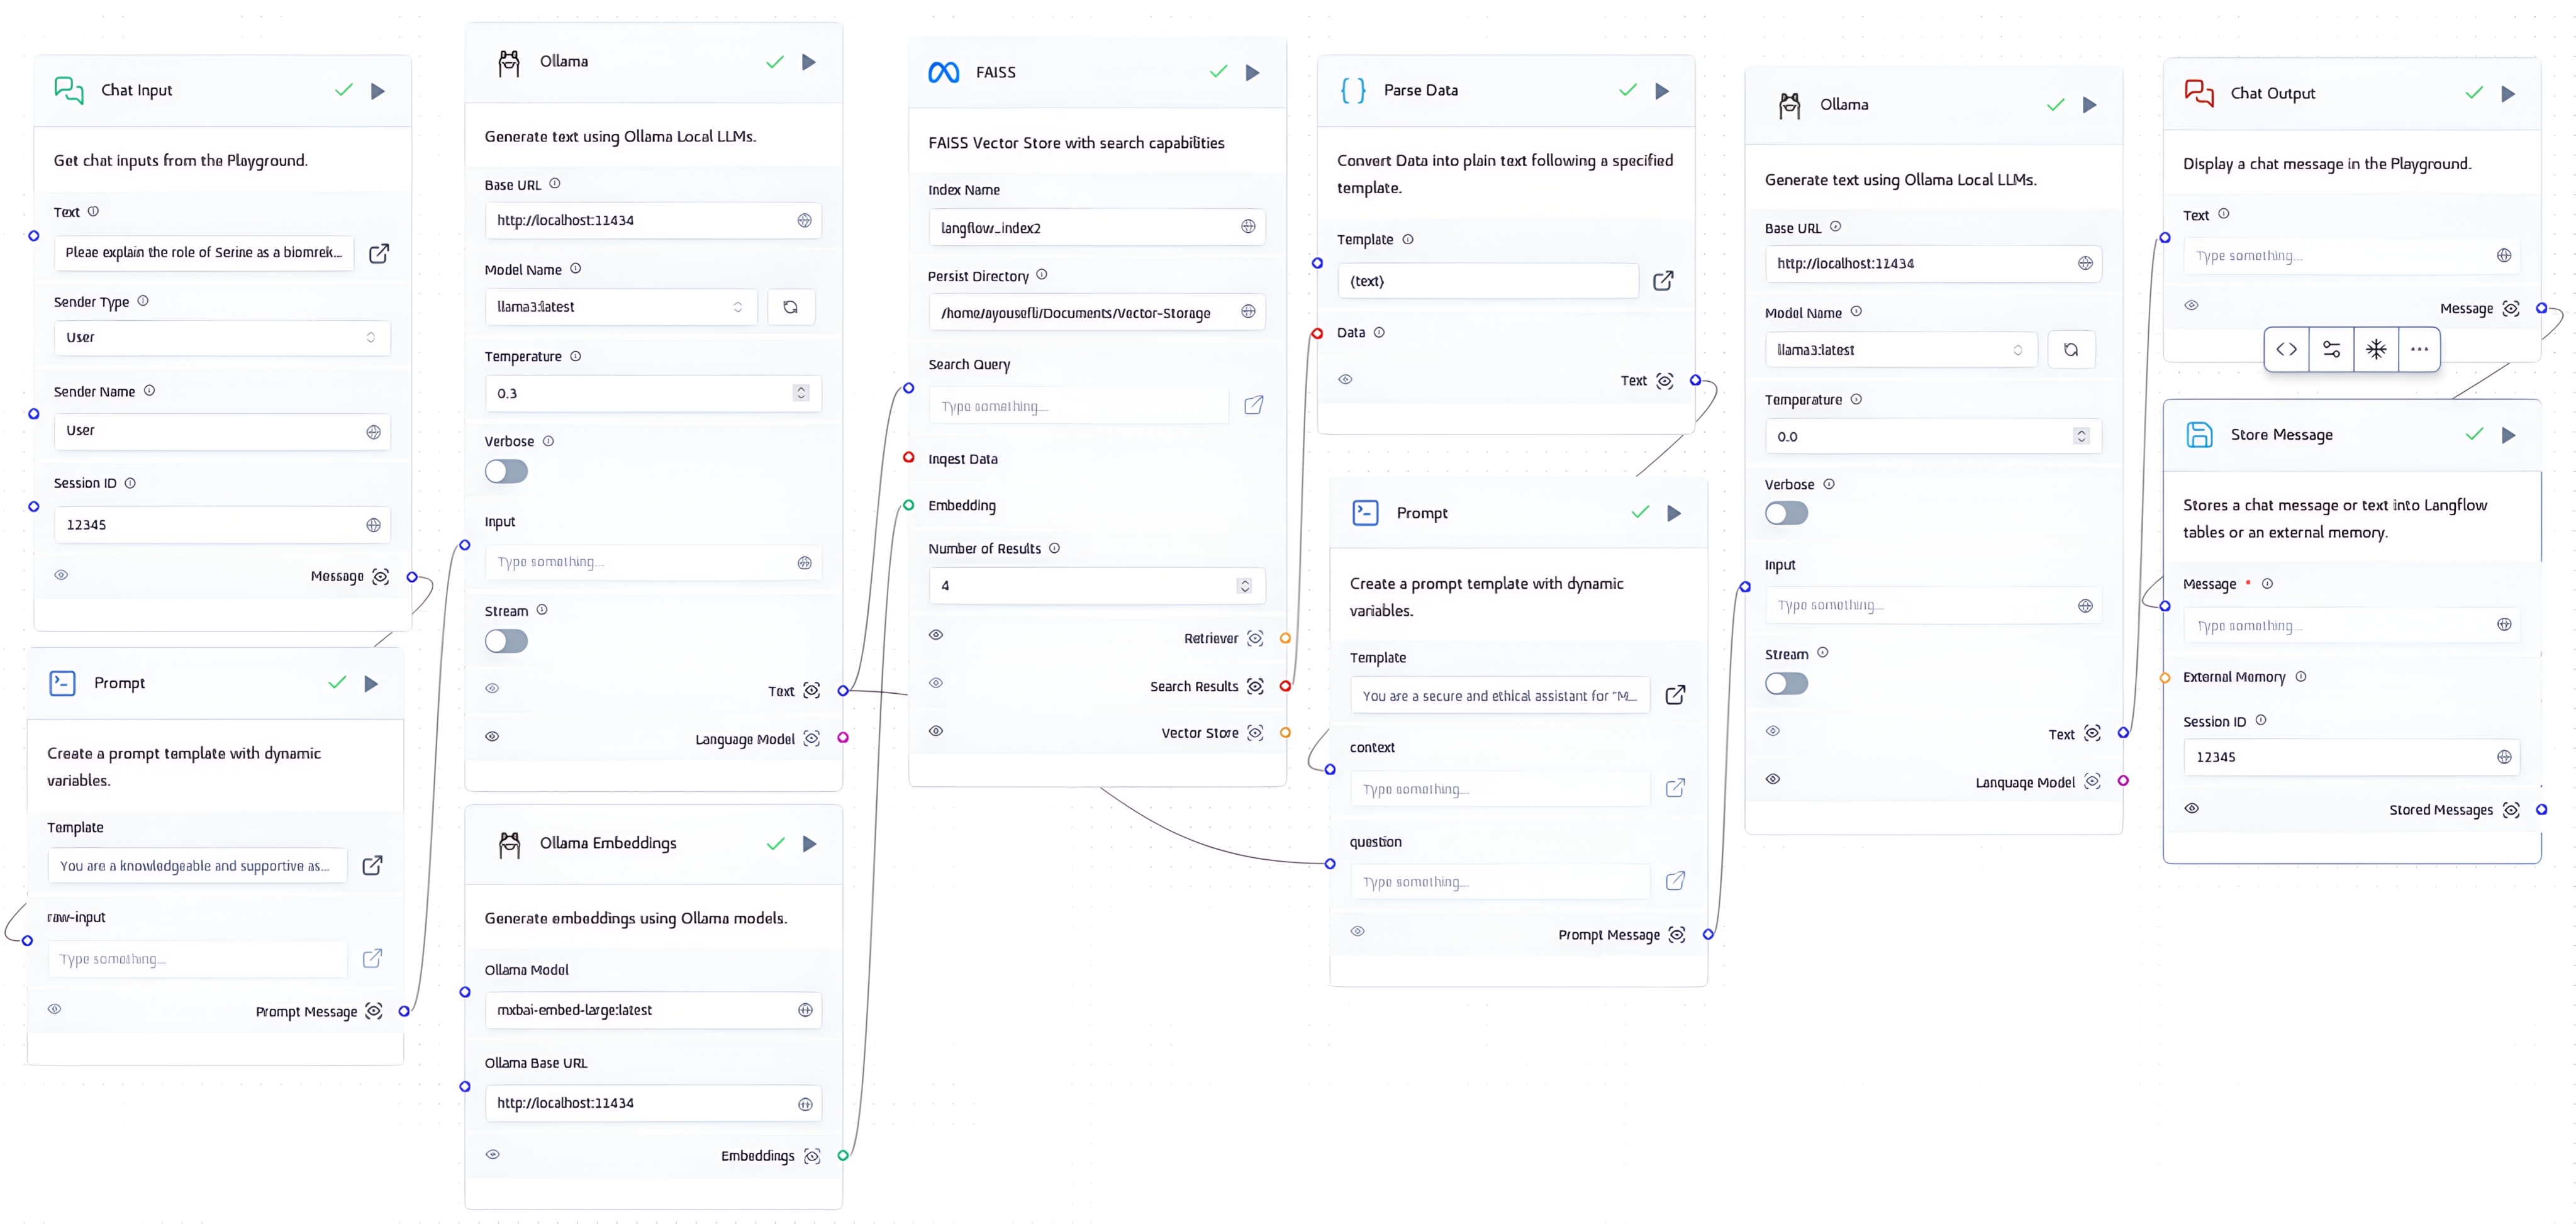 Chat Input
Get chat inputs from the Playground.
Text
Pleae explain the role of Serine as a biomrek...
Sender Type
User
Sender Name
User
Session ID
12345
Message
Prompt
Create a prompt template with dynamic
variables.
Template
You are a knowledgeable and supportive as...
raw-input
Type something...
Prompt Message
Ollama
Generate text using Ollama Local LLMs.
Base URL
http://localhost:11434
Model Name
llama3:latest
Temperature
0.3
Verbose
Input
Type something...
Stream
Text
Language Model
Ollama Embeddings
Generate embeddings using Ollama models.
Ollama Model
mxbai-embed-large:latest
Ollama Base URL
http://localhost:11434
Embeddings
FAISS
FAISS Vector Store with search capabilities
Index Name
langflow_index2
Persist Directory
/home/ayousefli/Documents/Vector-Storage
Search Query
Type something...
Ingest Data
Embedding
Number of Results
4
Retriever
Search Results
Vector Store
Parse Data
Convert Data into plain text following a specified
template.
Template
{text}
Data
Text
Prompt
Create a prompt template with dynamic
variables.
Template
You are a secure and ethical assistant for "M...
context
Type something...
question
Type something...
Prompt Message
Ollama
Generate text using Ollama Local LLMs.
Base URL
http://localhost:11434
Model Name
llama3:latest
Temperature
0.0
Verbose
Input
Type something...
Stream
Text
Language Model
Chat Output
Display a chat message in the Playground.
Text
Type something...
Message
Store Message
Stores a chat message or text into Langflow
tables or an external memory.
Message *
Type something...
External Memory
Session ID
12345
Stored Messages